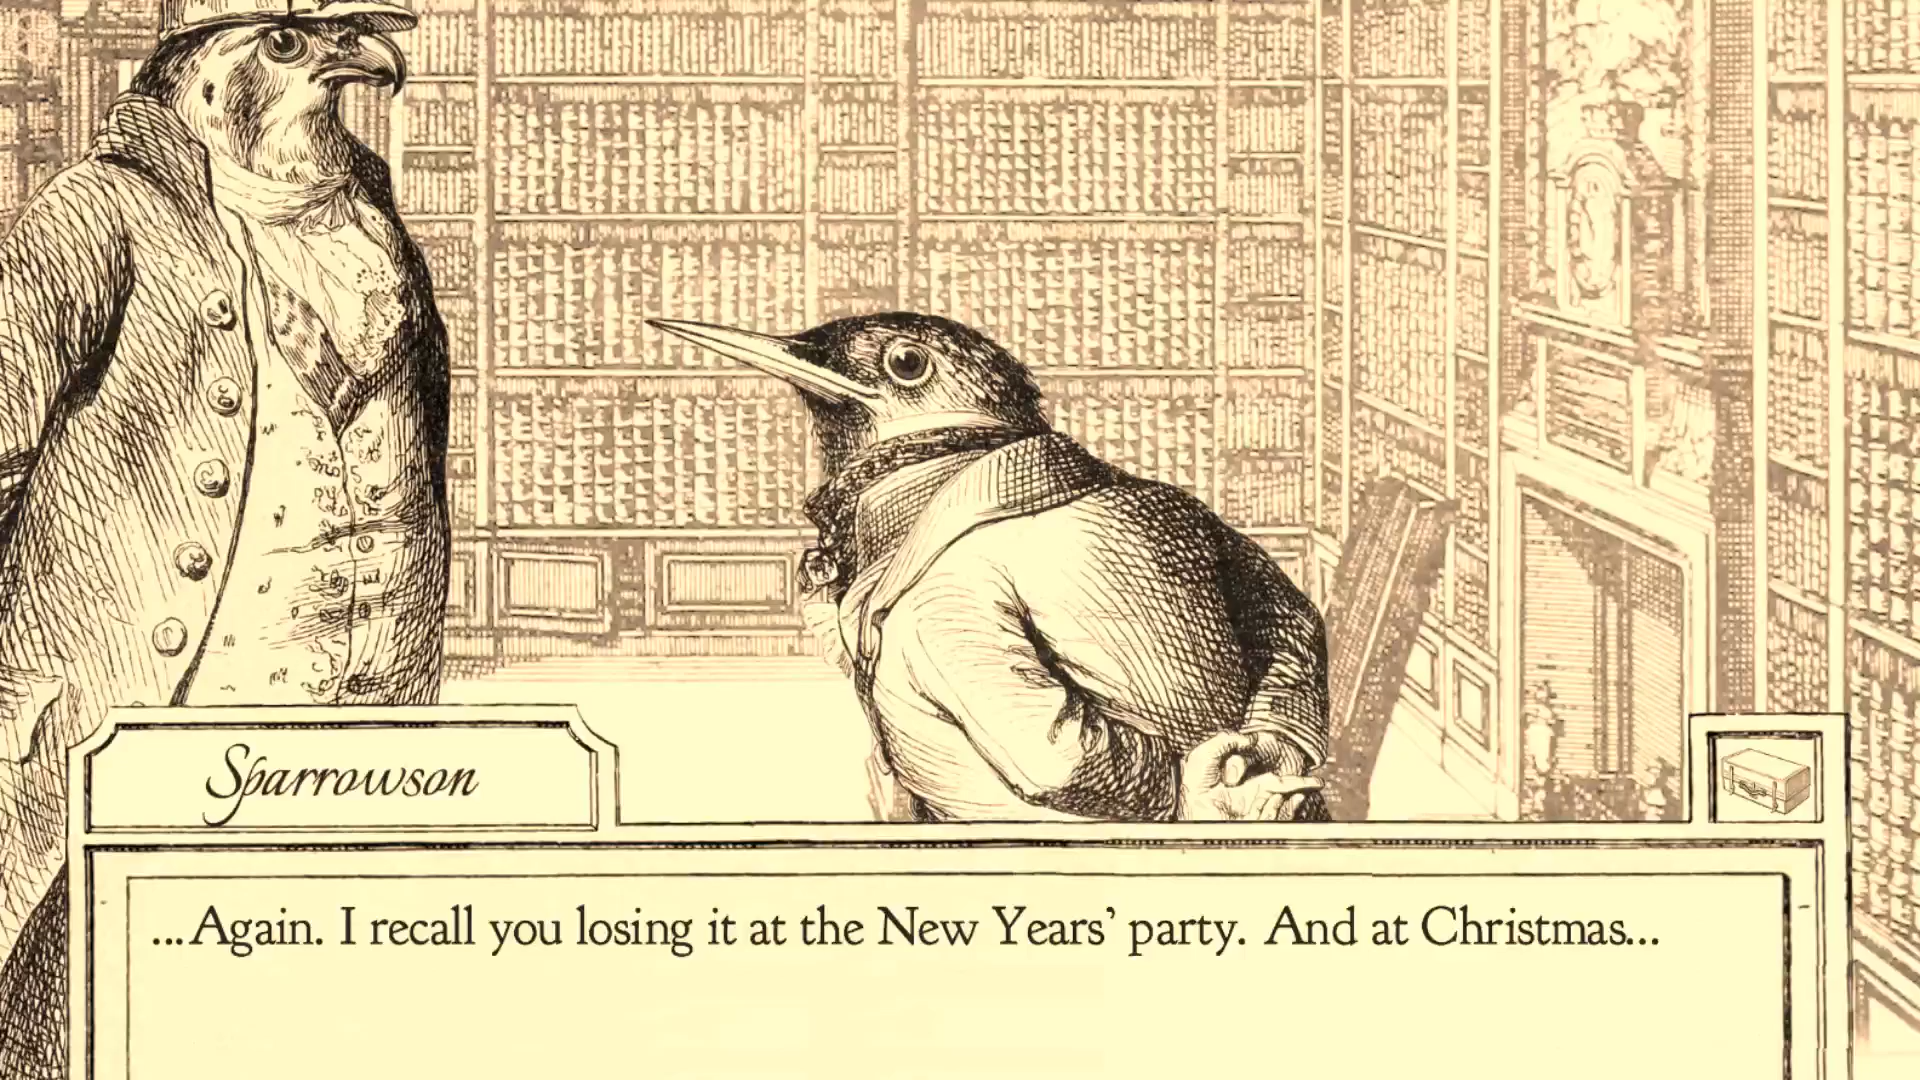 Sparrowson
...Again. I recall you losing it at the New Years' party. And at Christmas...